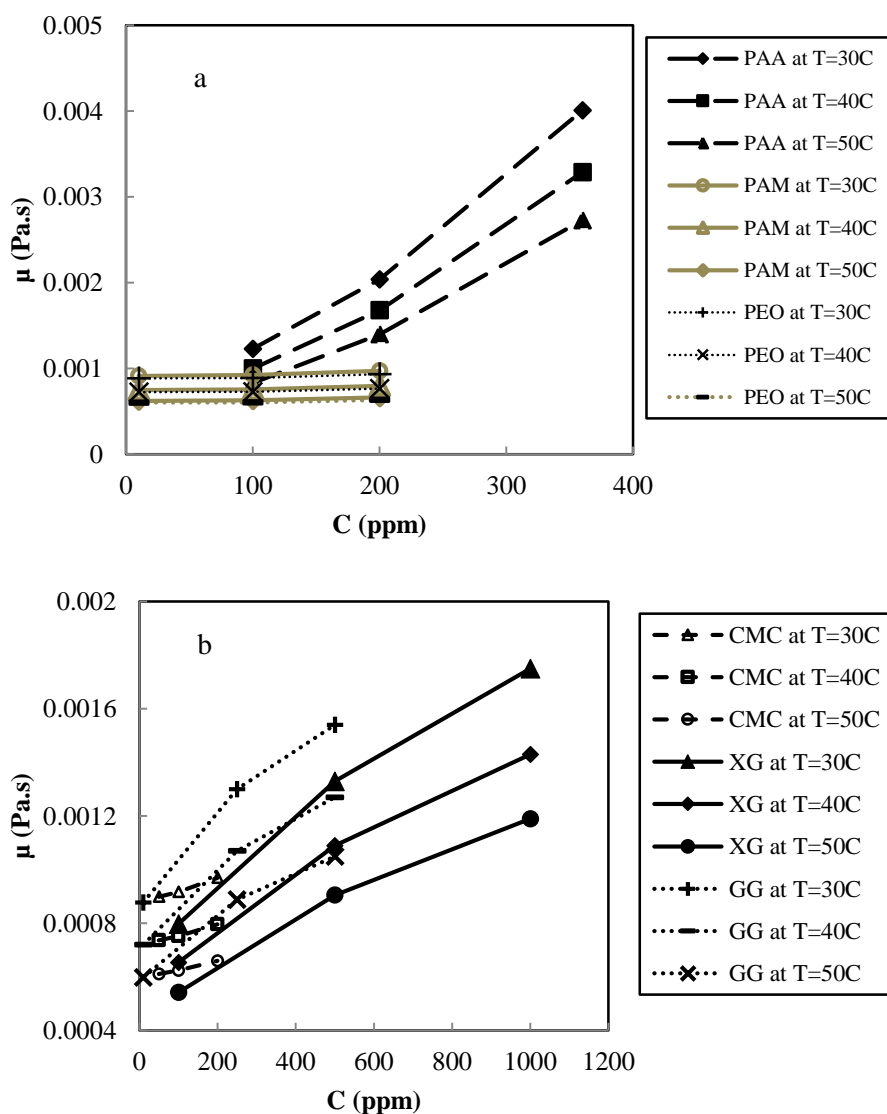 0.005
0.004
0.003
0.002
0.001
0
µ (Pa.s)
a
0
100
200
300
400
C (ppm)
PAA at T=30C
PAA at T=40C
PAA at T=50C
PAM at T=30C
PAM at T=40C
PAM at T=50C
PEO at T=30C
PEO at T=40C
PEO at T=50C
0.002
0.0016
0.0012
0.0008
0.0004
µ (Pa.s)
b
0
200
400
600
800
1000
1200
C (ppm)
CMC at T=30C
CMC at T=40C
CMC at T=50C
XG at T=30C
XG at T=40C
XG at T=50C
GG at T=30C
GG at T=40C
GG at T=50C